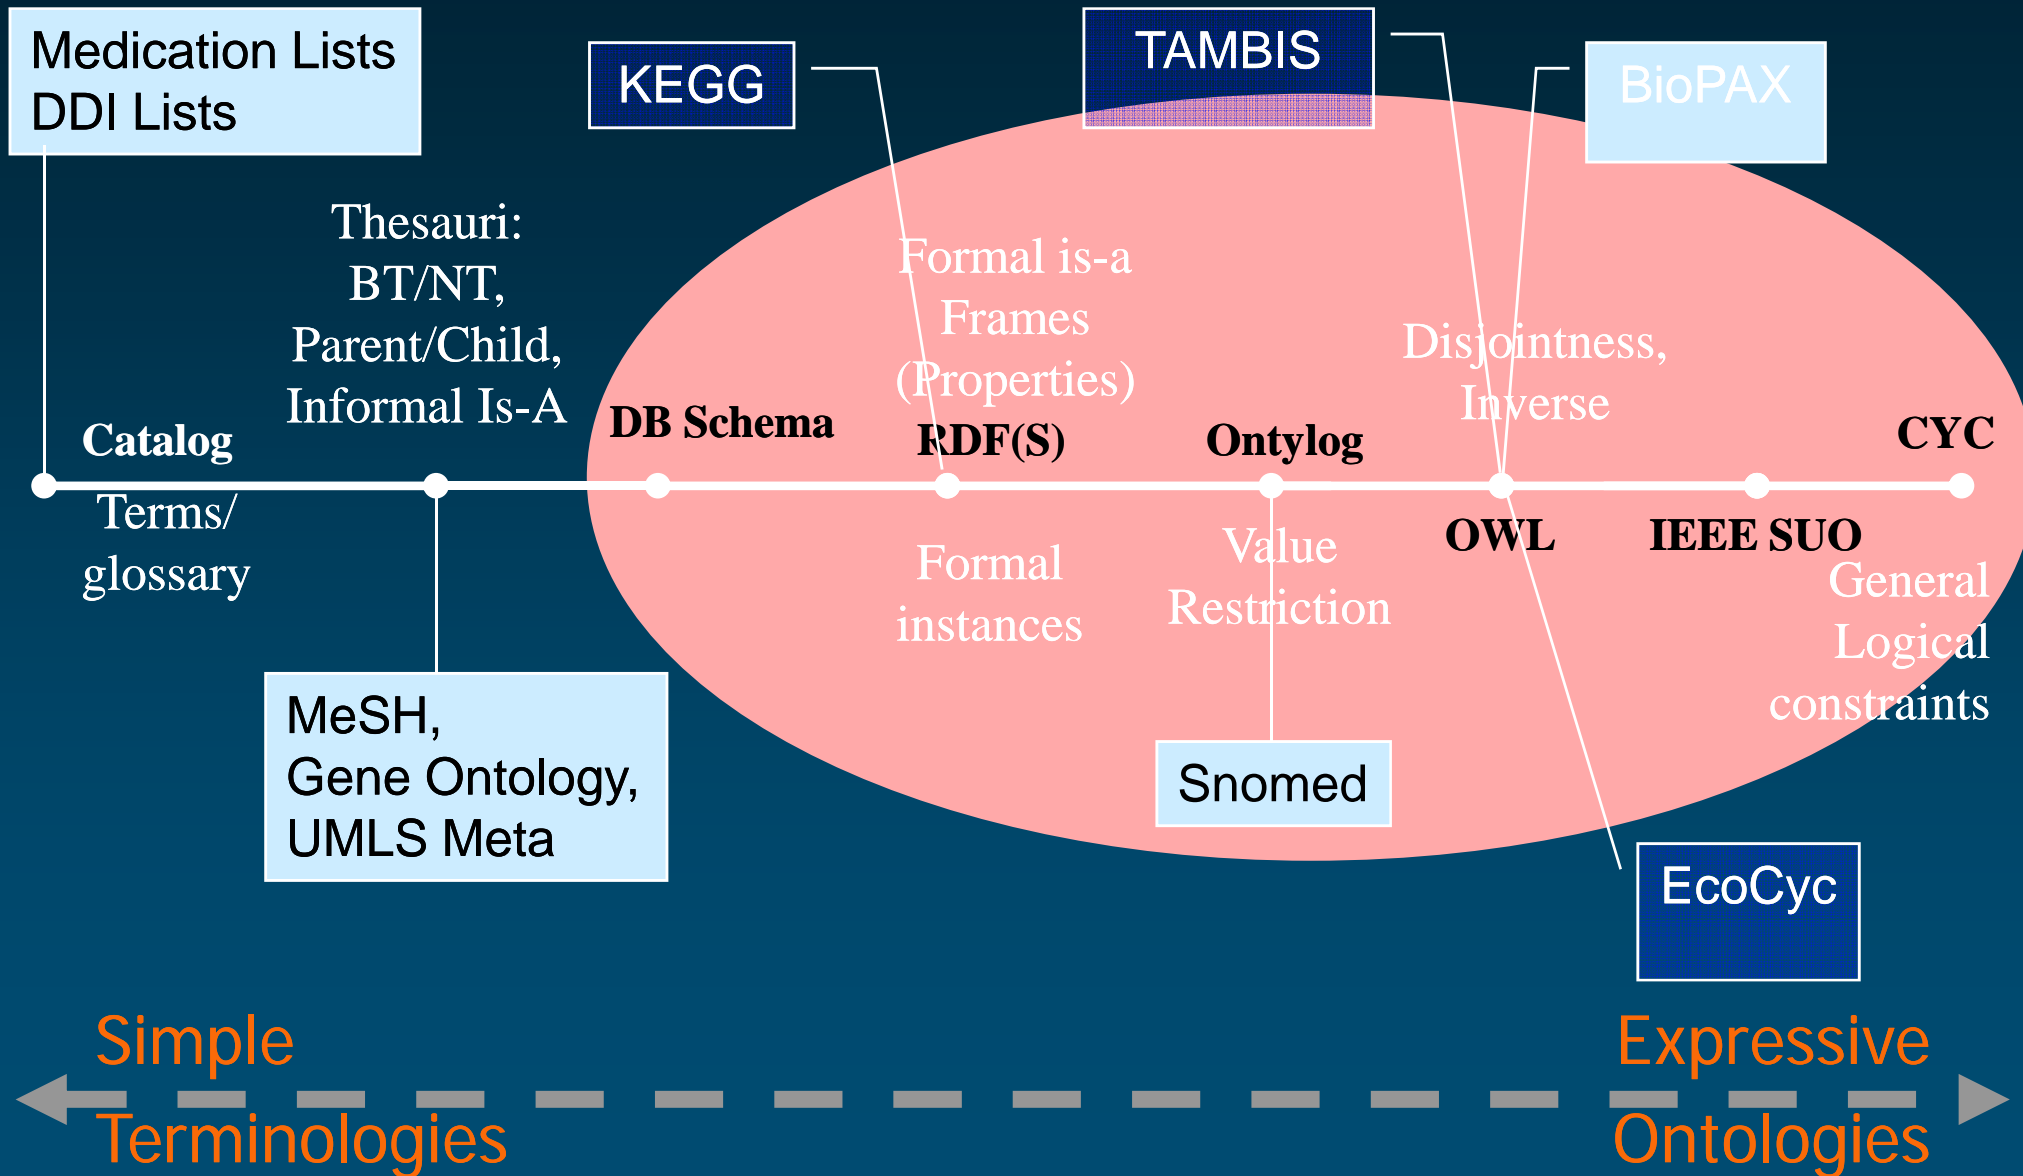 Medication Lists
DDI Lists
KEGG
TAMBIS
BioPAX
Thesauri:
BT/NT,
Parent/Child,
Informal Is-A
Formal is-a
Frames
(Properties)
Disjointness,
Inverse
Catalog
DB Schema
RDF(S)
Ontylog
CYC
Terms/
glossary
Formal
instances
Value
Restriction
OWL
IEEE SUO
General
Logical
constraints
MeSH,
Gene Ontology,
UMLS Meta
Snomed
EcoCyc
Simple
Terminologies
Expressive
Ontologies